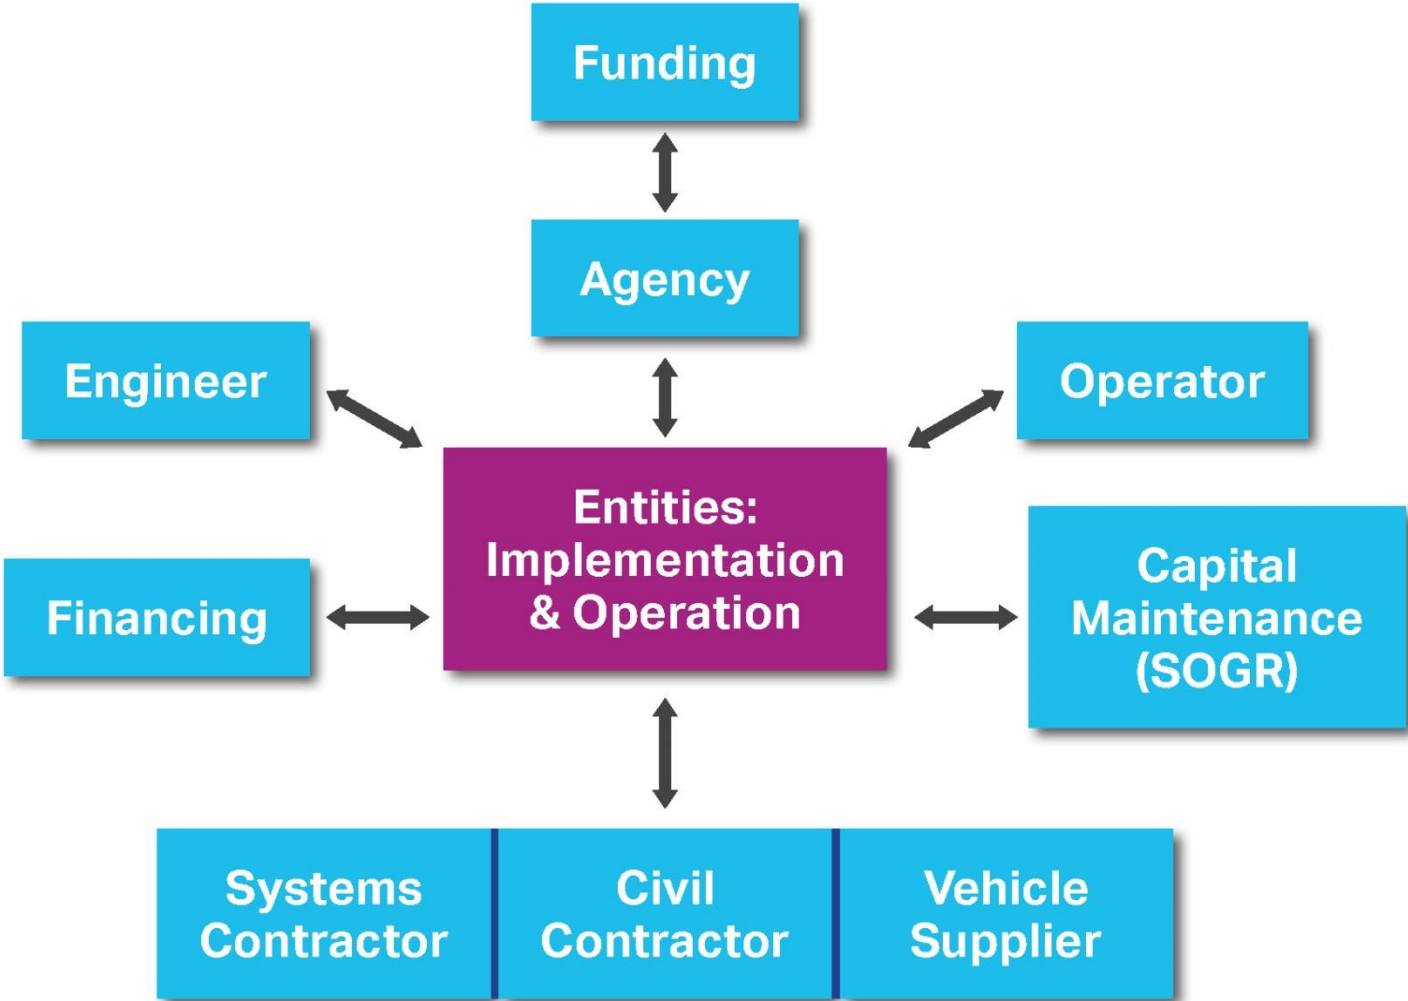 Funding
Agency
Engineer
Operator
Entities:
Implementation
& Operation
Financing
Capital
Maintenance
(SOGR)
Systems
Contractor
Civil
Contractor
Vehicle
Supplier